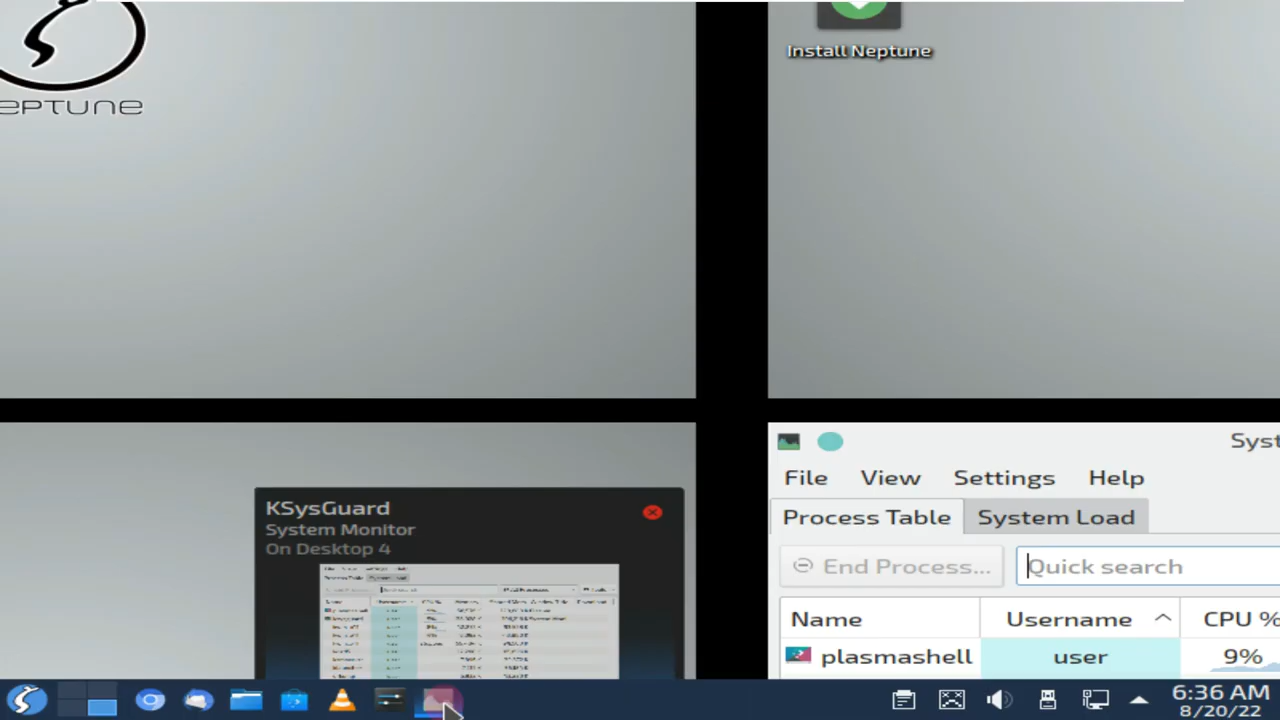 Install Neptune
NEPTUNE
Syst
File View Settings Help
Process Table System Load
End Process... Quick search
Name Username CPU %
plasmashell user 9%
KSysGuard
System Monitor
On Desktop 4
6:36 AM
8/20/22